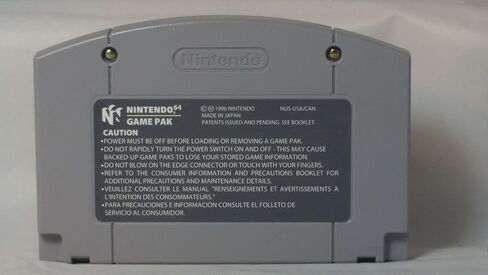 Nintendo
NINTENDO64 ©® 1996 NINTENDO NUS-USA/CAN
GAME PAK MADE IN JAPAN
PATENTS ISSUED AND PENDING SEE BOOKLET.
CAUTION
•POWER MUST BE OFF BEFORE LOADING OR REMOVING A GAME PAK.
•DO NOT RAPIDLY TURN THE POWER SWITCH ON AND OFF - THIS MAY CAUSE
BACKED-UP GAME PAKS TO LOSE YOUR STORED GAME INFORMATION.
•DO NOT BLOW ON THE EDGE CONNECTOR OR TOUCH WITH YOUR FINGERS.
•REFER TO THE CONSUMER INFORMATION AND PRECAUTIONS BOOKLET FOR
ADDITIONAL PRECAUTIONS AND MAINTENANCE DETAILS.
•VEUILLEZ CONSULTER LE MANUAL "RENSEIGNEMENTS ET AVERTISSEMENTS À
L'INTENTION DES CONSOMMATEURS."
•PARA PRECAUCIONES E INFORMACIÓN CONSULTE EL FOLLETO DE
SERVICIO AL CONSUMIDOR.